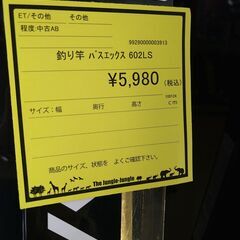 ET/その他 その他
程度:中古AB
99290000003913
釣り竿 バスエックス 602LS
¥5,980(税込)
サイズ:幅 奥行 高さ cm
商品のサイズ、状態を よくご確認下さい。
The Jungle-Jungle